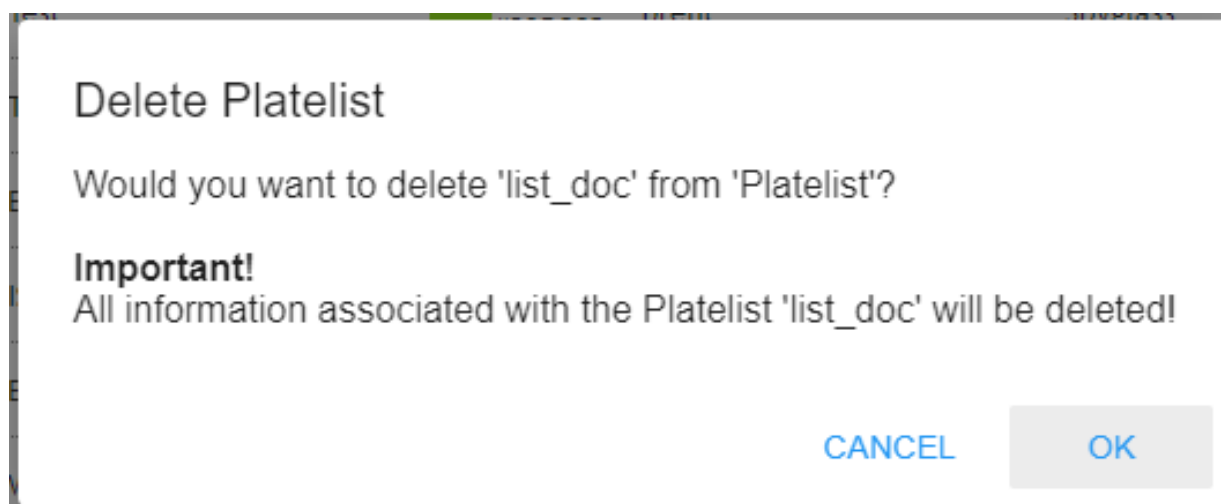 Delete Platelist
Would you want to delete 'list_doc' from 'Platelist'?
Important!
All information associated with the Platelist 'list_doc' will be deleted!
CANCEL OK